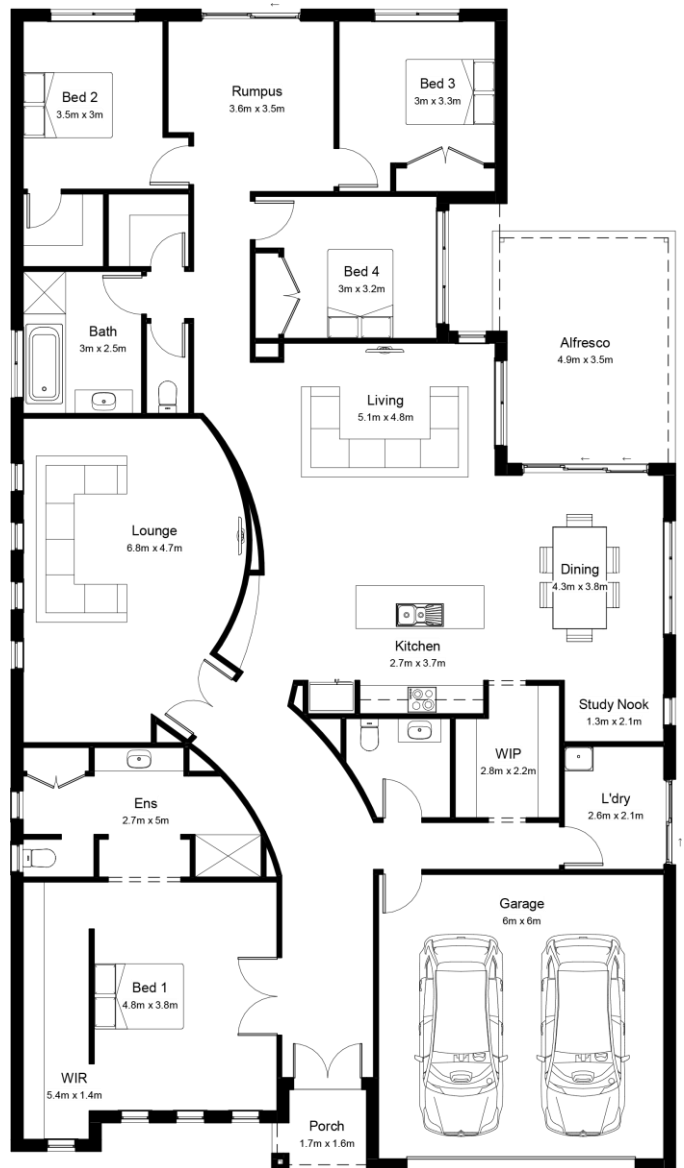 Bed 2
3.5m x 3m
Rumpus
3.6m x 3.5m
Bed 3
3m x 3.3m
Bed 4
3m x 3.2m
Bath
3m x 2.5m
Alfresco
4.9m x 3.5m
Living
5.1m x 4.8m
Lounge
6.8m x 4.7m
Dining
4.3m x 3.8m
Kitchen
2.7m x 3.7m
Study Nook
1.3m x 2.1m
WIP
2.8m x 2.2m
L'dry
2.6m x 2.1m
Ens
2.7m x 5m
Garage
6m x 6m
Bed 1
4.8m x 3.8m
WIR
5.4m x 1.4m
Porch
1.7m x 1.6m